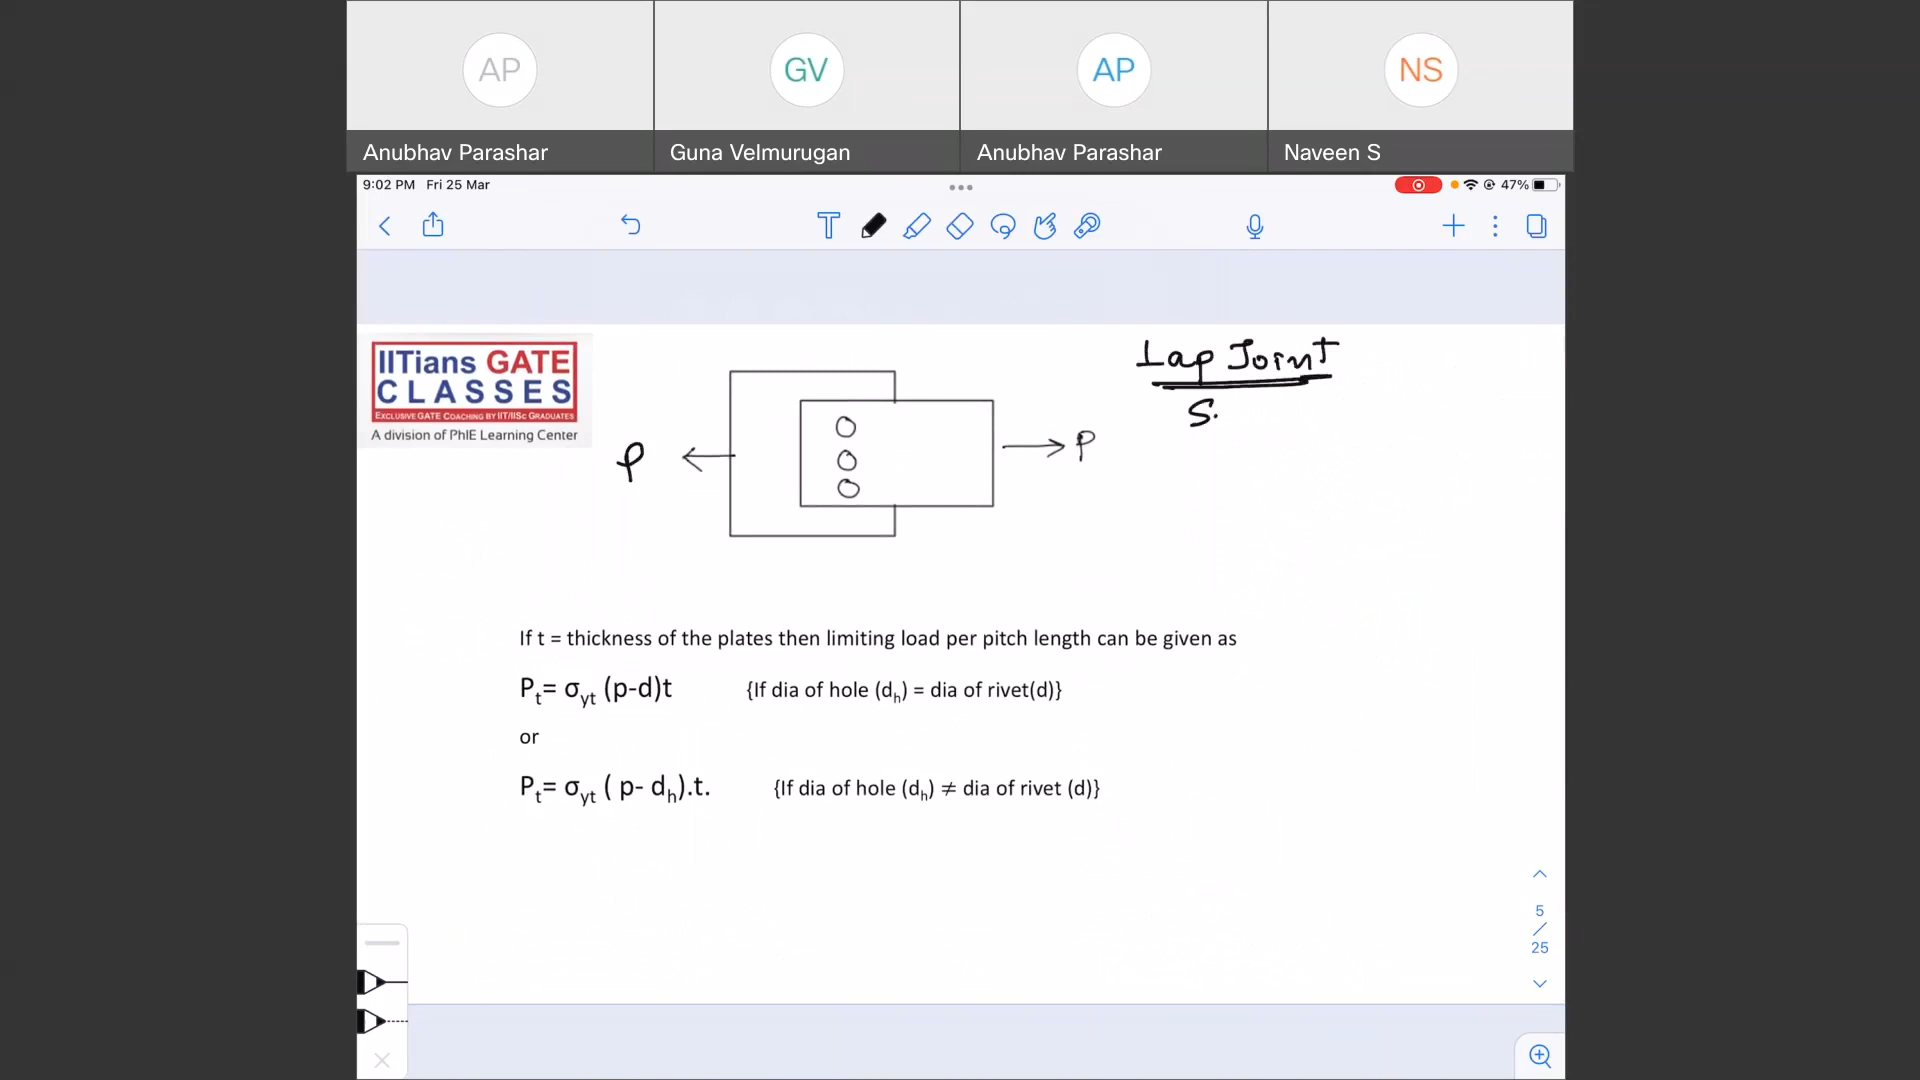 AP
GV
AP
NS
Anubhav Parashar
Guna Velmurugan
Anubhav Parashar
Naveen S
9:02 PM Fri 25 Mar
47%
T
IITians GATE
CLASSES
EXCLUSIVE GATE COACHING BY IIT/IISC GRADUATES
A division of PhIE Learning Center
Lap Joint
S.
P
P
If t = thickness of the plates then limiting load per pitch length can be given as
Pt= σyt (p-d)t {If dia of hole (dh) = dia of rivet(d)}
or
Pt= σyt ( p- dh).t. {If dia of hole (dh) ≠ dia of rivet (d)}
5
/
25